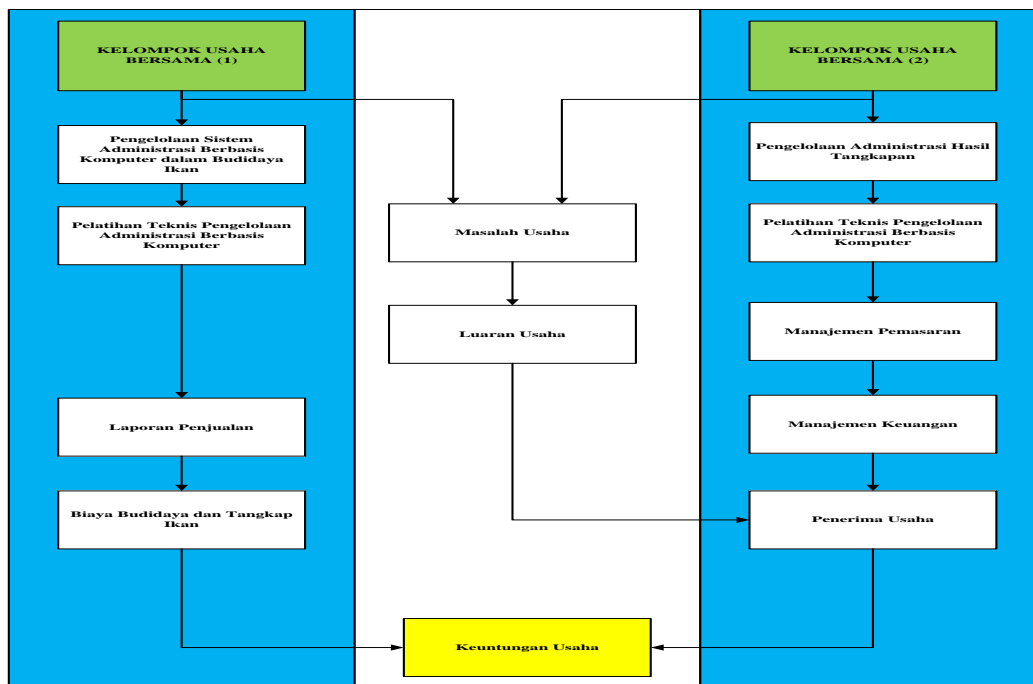 KELOMPOK USAHA
BERSAMA (1)
Pengelolaan Sistem
Administrasi Berbasis
Komputer dalam Budidaya
Ikan
Pelatihan Teknis Pengelolaan
Administrasi Berbasis
Komputer
Laporan Penjualan
Biaya Budidaya dan Tangkap
Ikan
Masalah Usaha
Luaran Usaha
KELOMPOK USAHA
BERSAMA (2)
Pengelolaan Administrasi Hasil
Tangkapan
Pelatihan Teknis Pengelolaan
Administrasi Berbasis
Komputer
Manajemen Pemasaran
Manajemen Keuangan
Penerima Usaha
Keuntungan Usaha